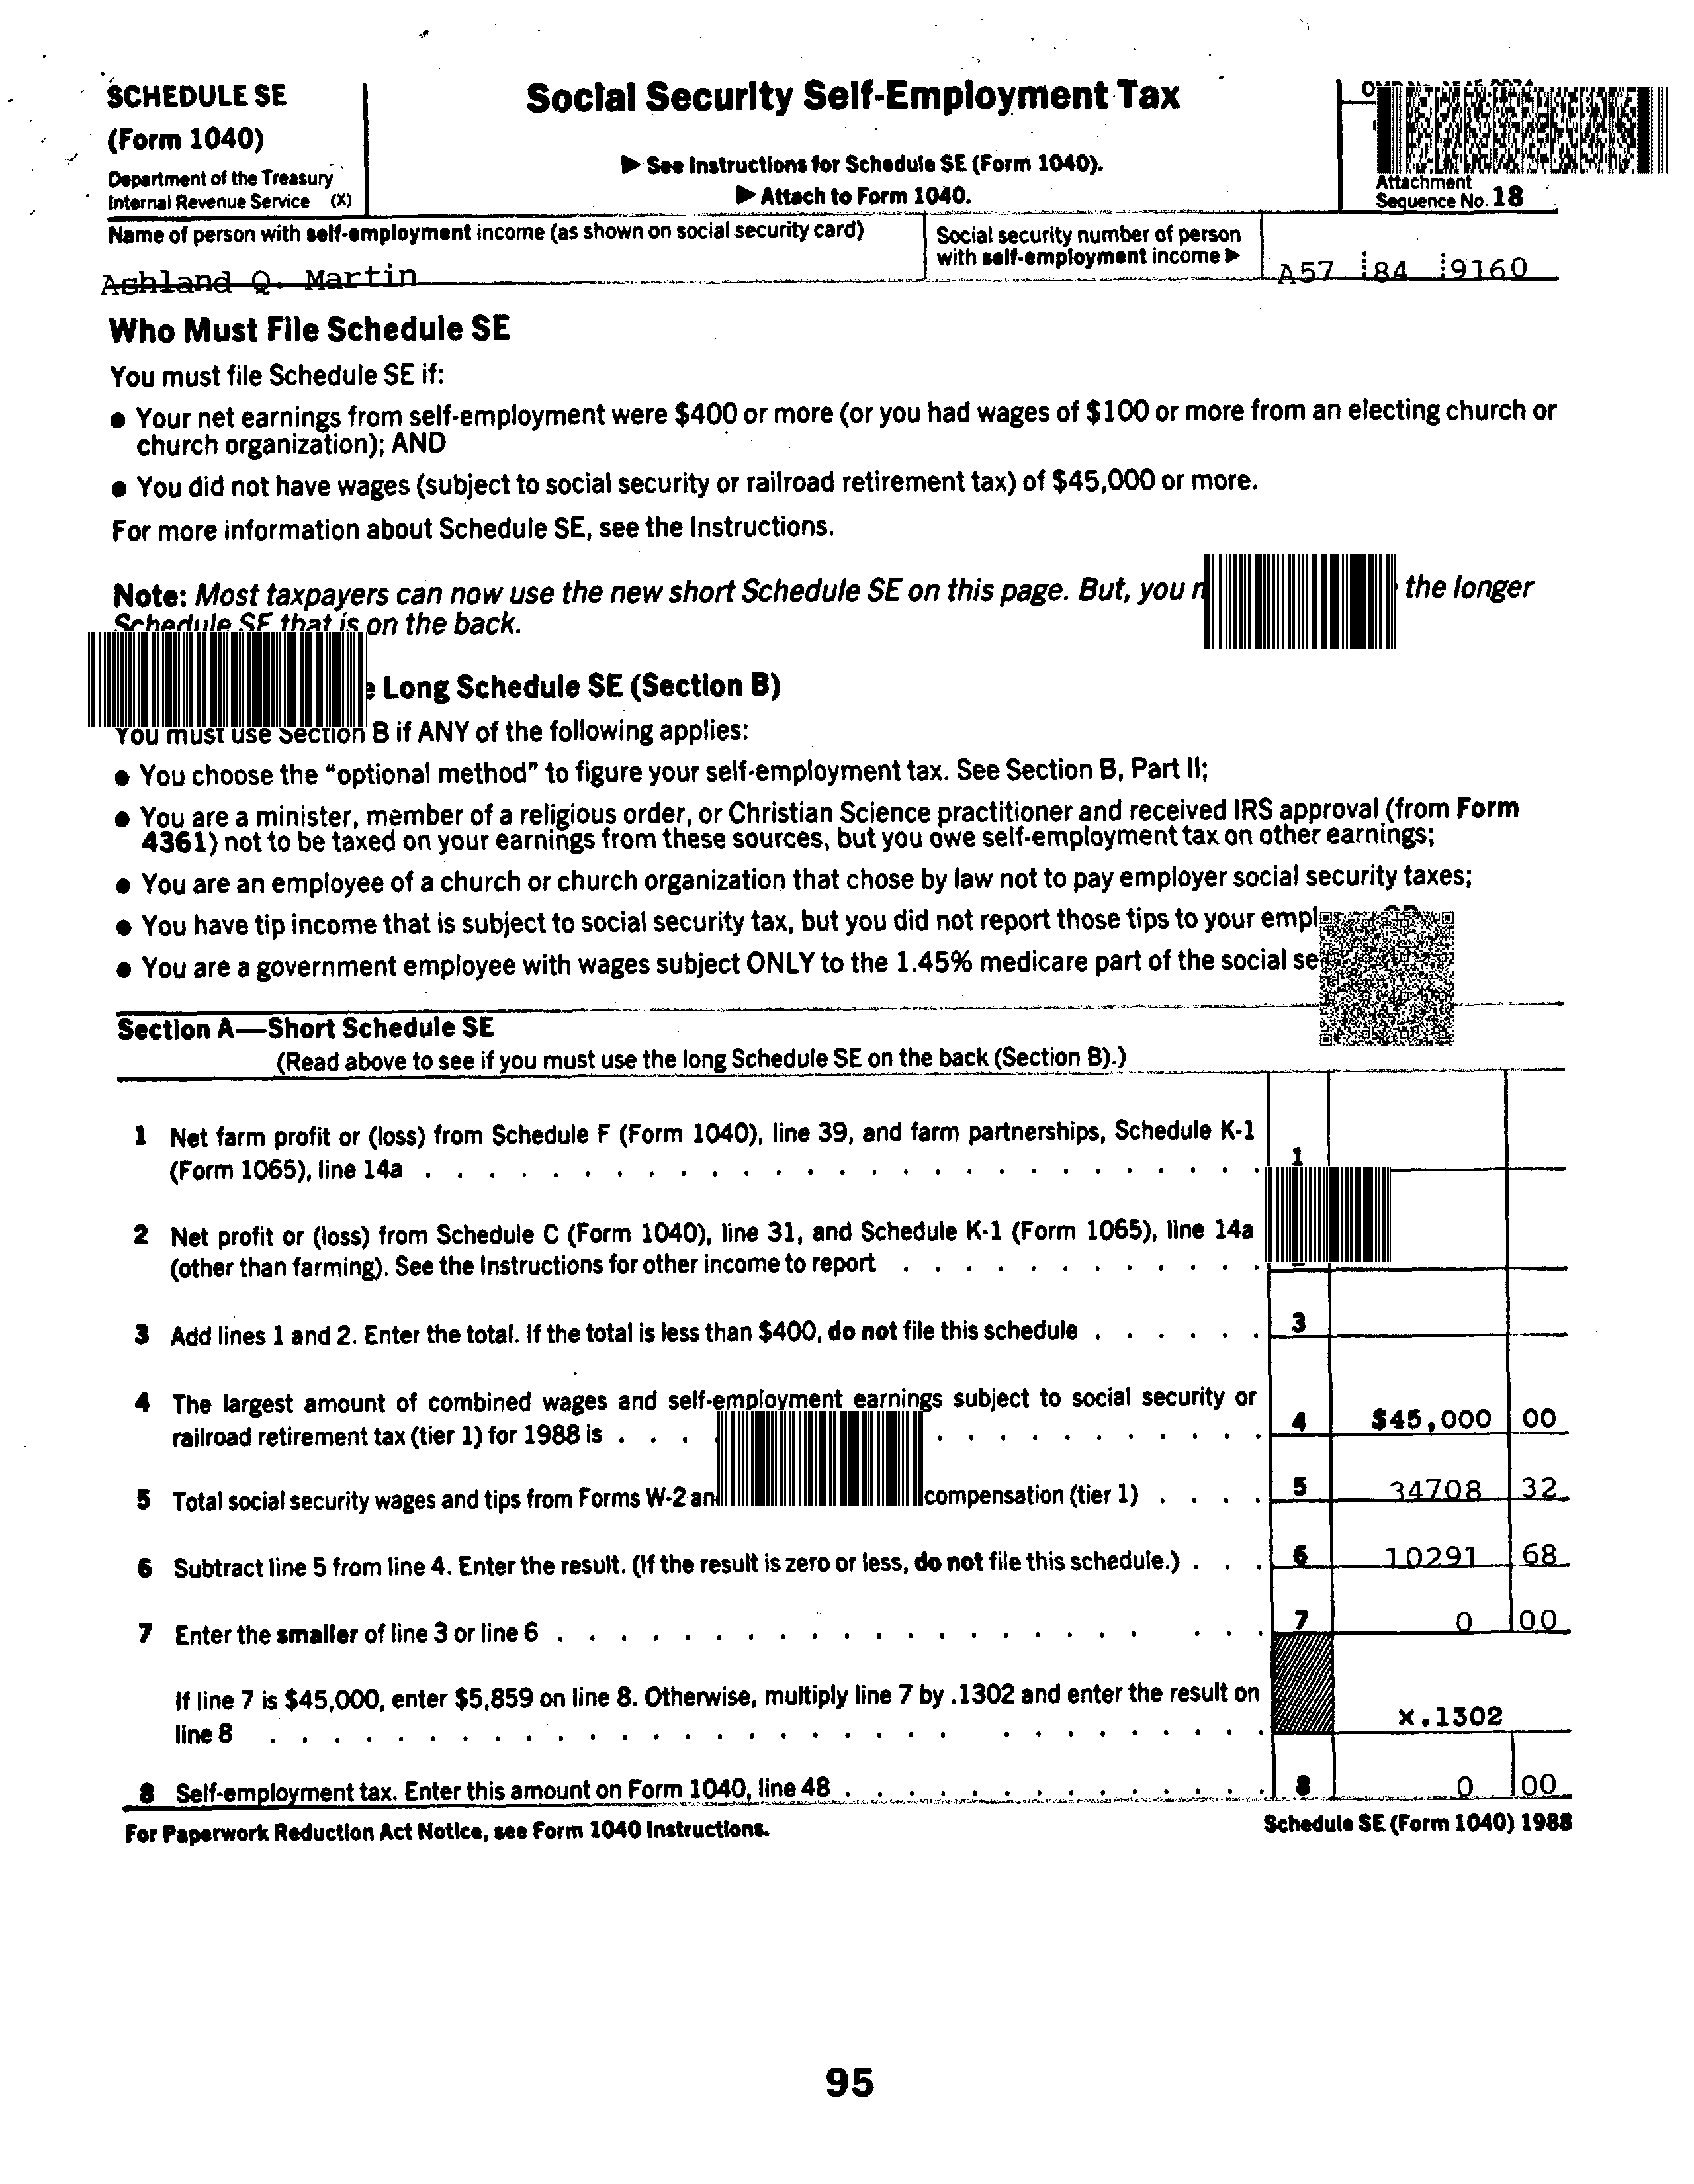 SCHEDULE SE
(Form 1040)
Department of the Treasury
Internal Revenue Service (X)
Social Security Self-Employment Tax
▶ See Instructions for Schedule SE (Form 1040).
▶ Attach to Form 1040.
Attachment
Sequence No. 18
Name of person with self-employment income (as shown on social security card)
Ashland Q. Martin
Social security number of person
with self-employment income ▶
A57 84 9160
Who Must File Schedule SE
You must file Schedule SE if:
● Your net earnings from self-employment were $400 or more (or you had wages of $100 or more from an electing church or
church organization); AND
● You did not have wages (subject to social security or railroad retirement tax) of $45,000 or more.
For more information about Schedule SE, see the Instructions.
Note: Most taxpayers can now use the new short Schedule SE on this page. But, you the longer
Schedule SE that is on the back.
Long Schedule SE (Section B)
You must use Section B if ANY of the following applies:
● You choose the "optional method" to figure your self-employment tax. See Section B, Part II;
● You are a minister, member of a religious order, or Christian Science practitioner and received IRS approval (from Form
4361) not to be taxed on your earnings from these sources, but you owe self-employment tax on other earnings;
● You are an employee of a church or church organization that chose by law not to pay employer social security taxes;
● You have tip income that is subject to social security tax, but you did not report those tips to your
● You are a government employee with wages subject ONLY to the 1.45% medicare part of the social
Section A—Short Schedule SE
(Read above to see if you must use the long Schedule SE on the back (Section B).)
1 Net farm profit or (loss) from Schedule F (Form 1040), line 39, and farm partnerships, Schedule K-1
(Form 1065), line 14a . . . 1
2 Net profit or (loss) from Schedule C (Form 1040), line 31, and Schedule K-1 (Form 1065), line 14a
(other than farming). See the Instructions for other income to report . . .
3 Add lines 1 and 2. Enter the total. If the total is less than $400, do not file this schedule . . . 3
4 The largest amount of combined wages and self-employment earnings subject to social security or
railroad retirement tax (tier 1) for 1988 is . . . 4 $45,000 00
5 Total social security wages and tips from Forms W-2 compensation (tier 1) . . . 5 34708 32
6 Subtract line 5 from line 4. Enter the result. (If the result is zero or less, do not file this schedule.) . . . 6 10291 68
7 Enter the smaller of line 3 or line 6 . . . 7 0 00
If line 7 is $45,000, enter $5,859 on line 8. Otherwise, multiply line 7 by .1302 and enter the result on
line 8 . . . x.1302
8 Self-employment tax. Enter this amount on Form 1040, line 48 . . . 8 0 00
For Paperwork Reduction Act Notice, see Form 1040 Instructions.
Schedule SE (Form 1040) 1988
95